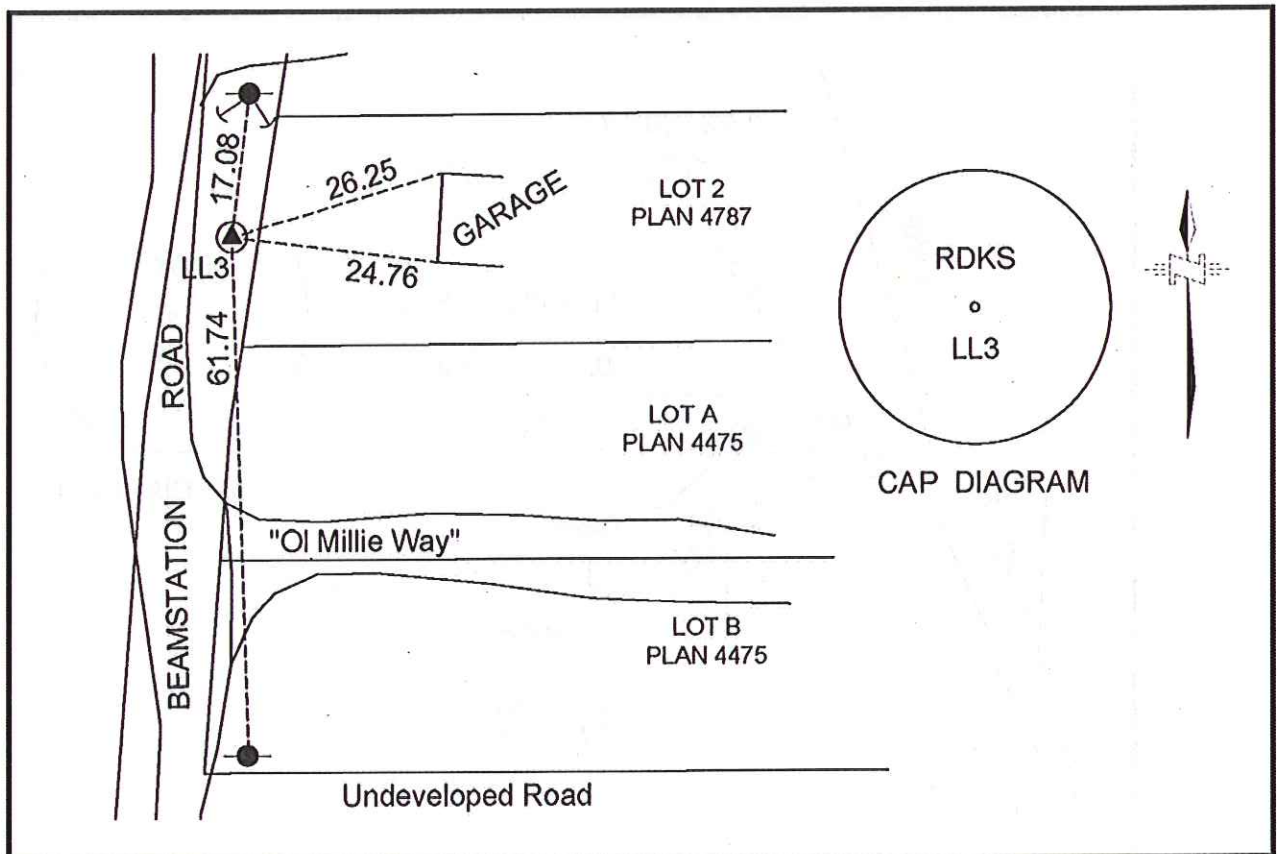 17.08
26.25
GARAGE
24.76
LL3
61.74
BEAMSTATION ROAD
LOT 2
PLAN 4787
LOT A
PLAN 4475
"Ol Millie Way"
LOT B
PLAN 4475
Undeveloped Road
RDKS
LL3
CAP DIAGRAM
N